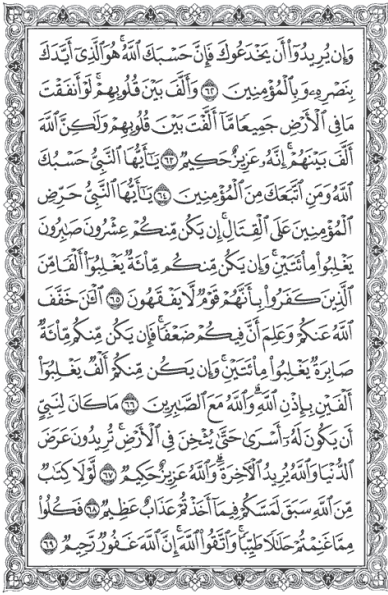 وَإِن يُرِيدُوٓا۟ أَن يَخْدَعُوكَ فَإِنَّ حَسْبَكَ ٱللَّهُ ۚ هُوَ ٱلَّذِىٓ أَيَّدَكَ
بِنَصْرِهِۦ وَبِٱلْمُؤْمِنِينَ ٦٢ وَأَلَّفَ بَيْنَ قُلُوبِهِمْ ۚ لَوْ أَنفَقْتَ
مَا فِى ٱلْأَرْضِ جَمِيعًا مَّآ أَلَّفْتَ بَيْنَ قُلُوبِهِمْ وَلَـٰكِنَّ ٱللَّهَ
أَلَّفَ بَيْنَهُمْ ۚ إِنَّهُۥ عَزِيزٌ حَكِيمٌ ٦٣ يَـٰٓأَيُّهَا ٱلنَّبِىُّ حَسْبُكَ
ٱللَّهُ وَمَنِ ٱتَّبَعَكَ مِنَ ٱلْمُؤْمِنِينَ ٦٤ يَـٰٓأَيُّهَا ٱلنَّبِىُّ حَرِّضِ
ٱلْمُؤْمِنِينَ عَلَى ٱلْقِتَالِ ۚ إِن يَكُن مِّنكُمْ عِشْرُونَ صَـٰبِرُونَ
يَغْلِبُوا۟ مِا۟ئَتَيْنِ ۚ وَإِن يَكُن مِّنكُم مِّا۟ئَةٌ يَغْلِبُوٓا۟ أَلْفًا مِّنَ
ٱلَّذِينَ كَفَرُوا۟ بِأَنَّهُمْ قَوْمٌ لَّا يَفْقَهُونَ ٦٥ ٱلْـَٔـٰنَ خَفَّفَ
ٱللَّهُ عَنكُمْ وَعَلِمَ أَنَّ فِيكُمْ ضَعْفًا ۚ فَإِن يَكُن مِّنكُم مِّا۟ئَةٌ
صَابِرَةٌ يَغْلِبُوا۟ مِا۟ئَتَيْنِ ۚ وَإِن يَكُن مِّنكُمْ أَلْفٌ يَغْلِبُوٓا۟
أَلْفَيْنِ بِإِذْنِ ٱللَّهِ ۗ وَٱللَّهُ مَعَ ٱلصَّـٰبِرِينَ ٦٦ مَا كَانَ لِنَبِىٍّ
أَن يَكُونَ لَهُۥٓ أَسْرَىٰ حَتَّىٰ يُثْخِنَ فِى ٱلْأَرْضِ ۚ تُرِيدُونَ عَرَضَ
ٱلدُّنْيَا وَٱللَّهُ يُرِيدُ ٱلْـَٔاخِرَةَ ۗ وَٱللَّهُ عَزِيزٌ حَكِيمٌ ٦٧ لَّوْلَا كِتَـٰبٌ
مِّنَ ٱللَّهِ سَبَقَ لَمَسَّكُمْ فِيمَآ أَخَذْتُمْ عَذَابٌ عَظِيمٌ ٦٨ فَكُلُوا۟
مِمَّا غَنِمْتُمْ حَلَـٰلًا طَيِّبًا ۚ وَٱتَّقُوا۟ ٱللَّهَ ۚ إِنَّ ٱللَّهَ غَفُورٌ رَّحِيمٌ ٦٩